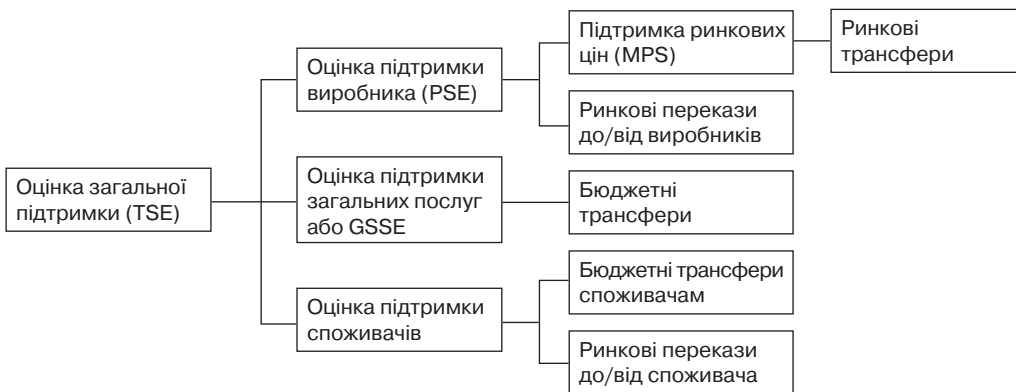 Оцінка загальної
підтримки (TSE)
Оцінка підтримки
виробника (PSE)
Підтримка ринкових
цін (MPS)
Ринкові
трансфери
Ринкові перекази
до/від виробників
Оцінка підтримки
загальних послуг
або GSSE
Бюджетні
трансфери
Оцінка підтримки
споживачів
Бюджетні трансфери
споживачам
Ринкові перекази
до/від споживача